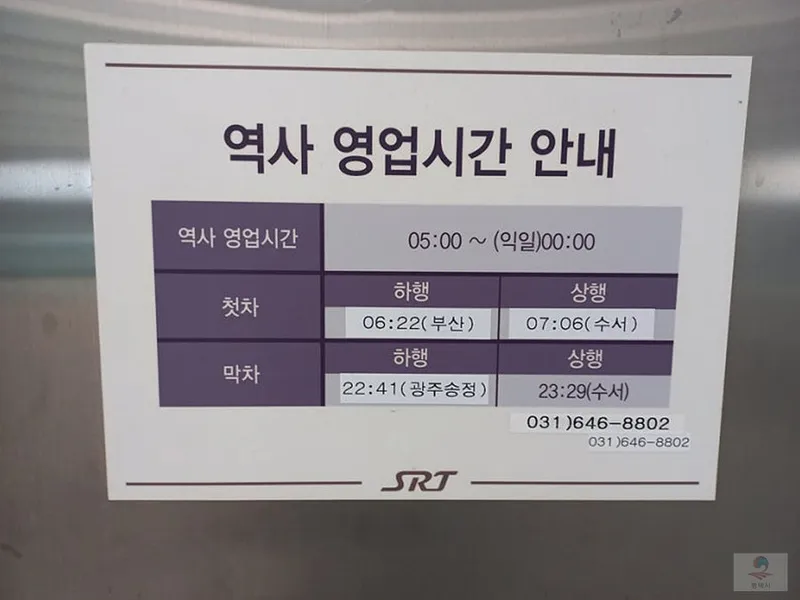 역사 영업시간 안내
역사 영업시간 05:00 ~ (익일)00:00
첫차 하행 상행
06:22(부산) 07:06(수서)
막차 하행 상행
22:41(광주송정) 23:29(수서)
031)646-8802
031)646-8802
SRT
평택시